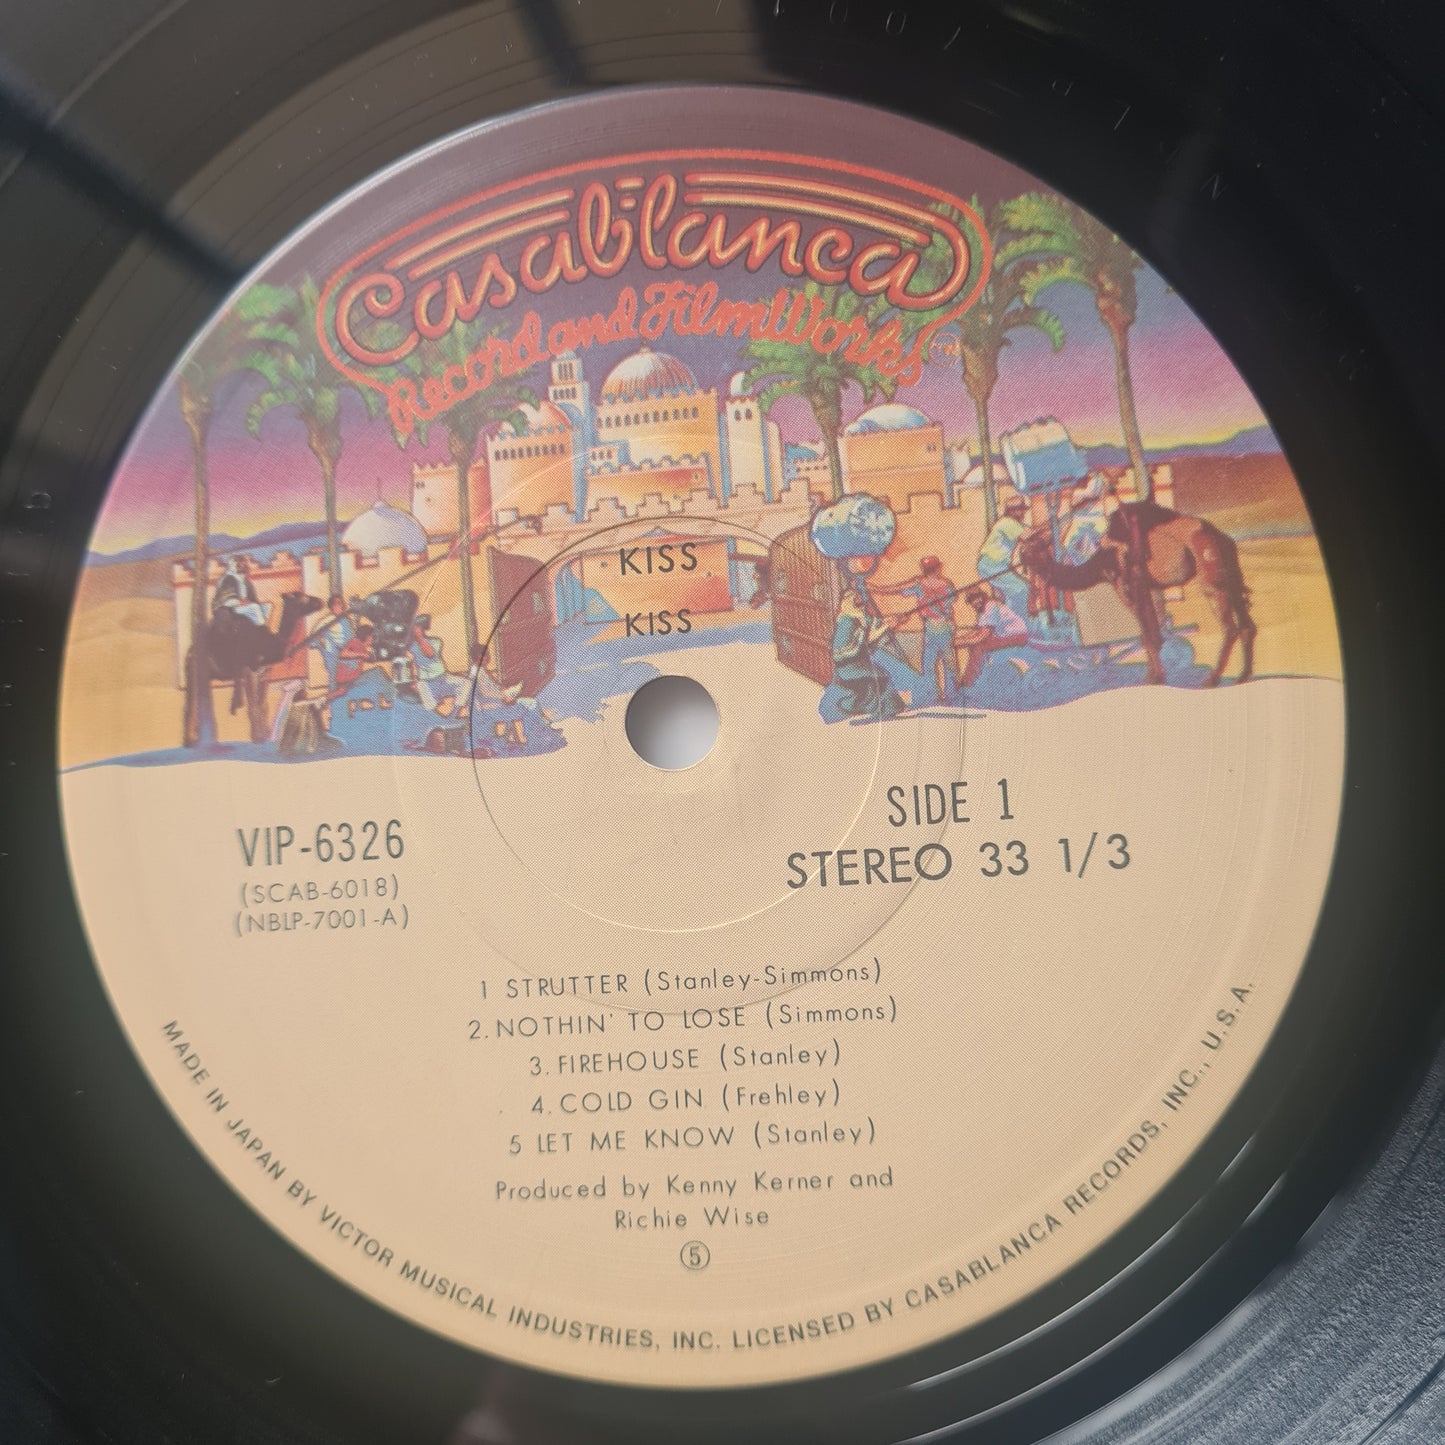 Casablanca
Record and FilmWorks
KISS
KISS
VIP-6326
(SCAB-6018)
(NBLP-7001-A)
SIDE 1
STEREO 33 1/3
1 STRUTTER (Stanley-Simmons)
2. NOTHIN' TO LOSE (Simmons)
3. FIREHOUSE (Stanley)
4. COLD GIN (Frehley)
5 LET ME KNOW (Stanley)
Produced by Kenny Kerner and
Richie Wise
⑤
MADE IN JAPAN BY VICTOR MUSICAL INDUSTRIES, INC. LICENSED BY CASABLANCA RECORDS, INC., U.S.A.